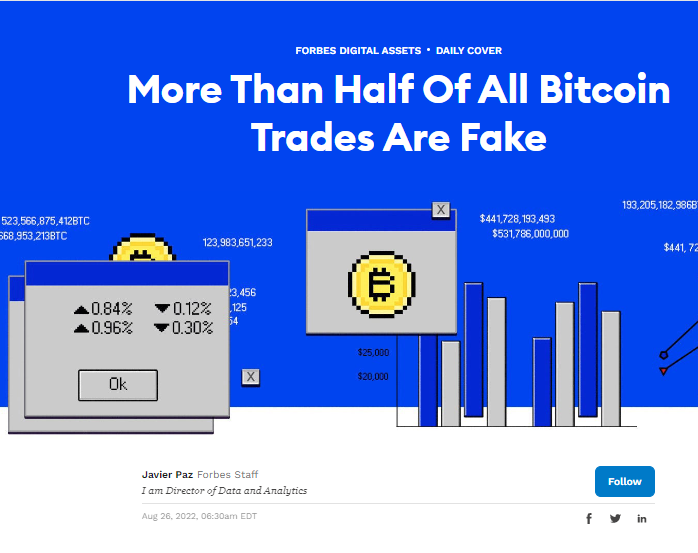 FORBES DIGITAL ASSETS • DAILY COVER
More Than Half Of All Bitcoin
Trades Are Fake
523,566,875,412BTC
668,953,213BTC
123,983,651,233
$441,728,193,493
$531,786,000,000
193,205,182,986B
$441, 72
X
23,456
,125
54
▲0.84% ▼0.12%
▲0.96% ▼0.30%
Ok
X
$25,000
$20,000
Javier Paz Forbes Staff
I am Director of Data and Analytics
Follow
Aug 26, 2022, 06:30am EDT